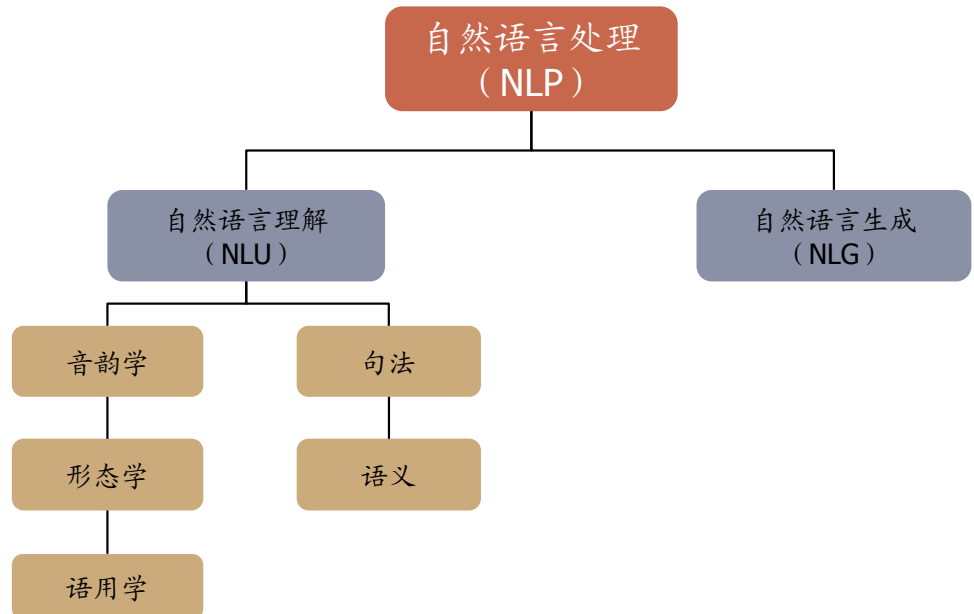 自然语言处理
（NLP）
自然语言理解
（NLU）
自然语言生成
（NLG）
音韵学
句法
形态学
语义
语用学